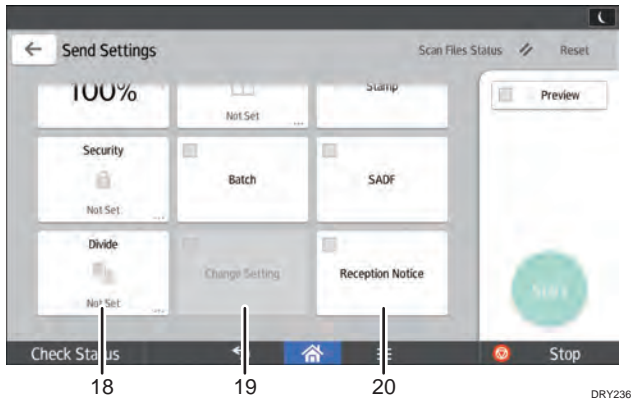 Send Settings
Scan Files Status
Reset
100%
Not Set
...
Stamp
Preview
Security
Not Set
...
Batch
SADF
Divide
Not Set
...
Change Setting
Reception Notice
Start
Check Status
Stop
18
19
20
DRY236